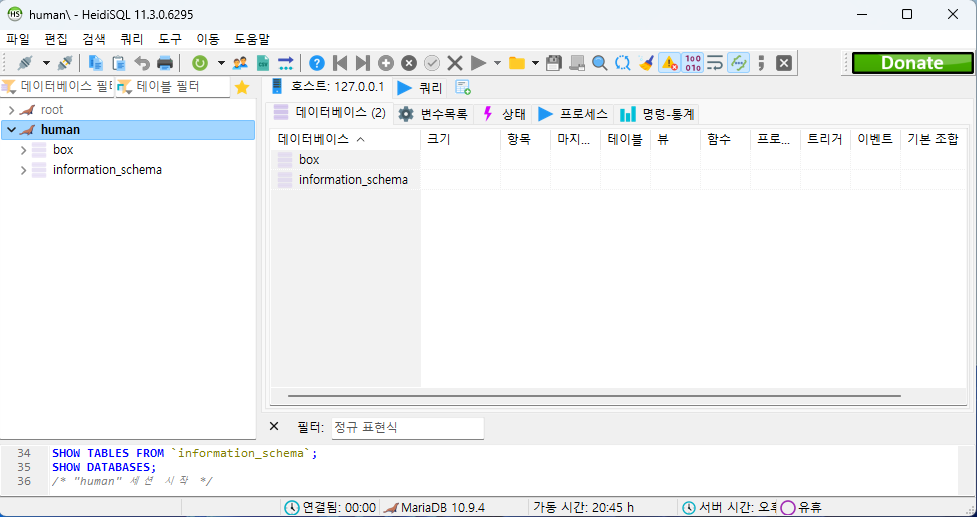 human\ - HeidiSQL 11.3.0.6295
파일 편집 검색 쿼리 도구 이동 도움말
Donate
데이터베이스 필터 테이블 필터
호스트: 127.0.0.1 쿼리
root
human
box
information_schema
데이터베이스 (2) 변수목록 상태 프로세스 명령-통계
데이터베이스 크기 항목 마지... 테이블 뷰 함수 프로... 트리거 이벤트 기본 조합
box
information_schema
필터: 정규 표현식
34 SHOW TABLES FROM `information_schema`;
35 SHOW DATABASES;
36 /* "human" 세션 시작 */
연결됨: 00:00 MariaDB 10.9.4 가동 시간: 20:45 h 서버 시간: 오후 유휴